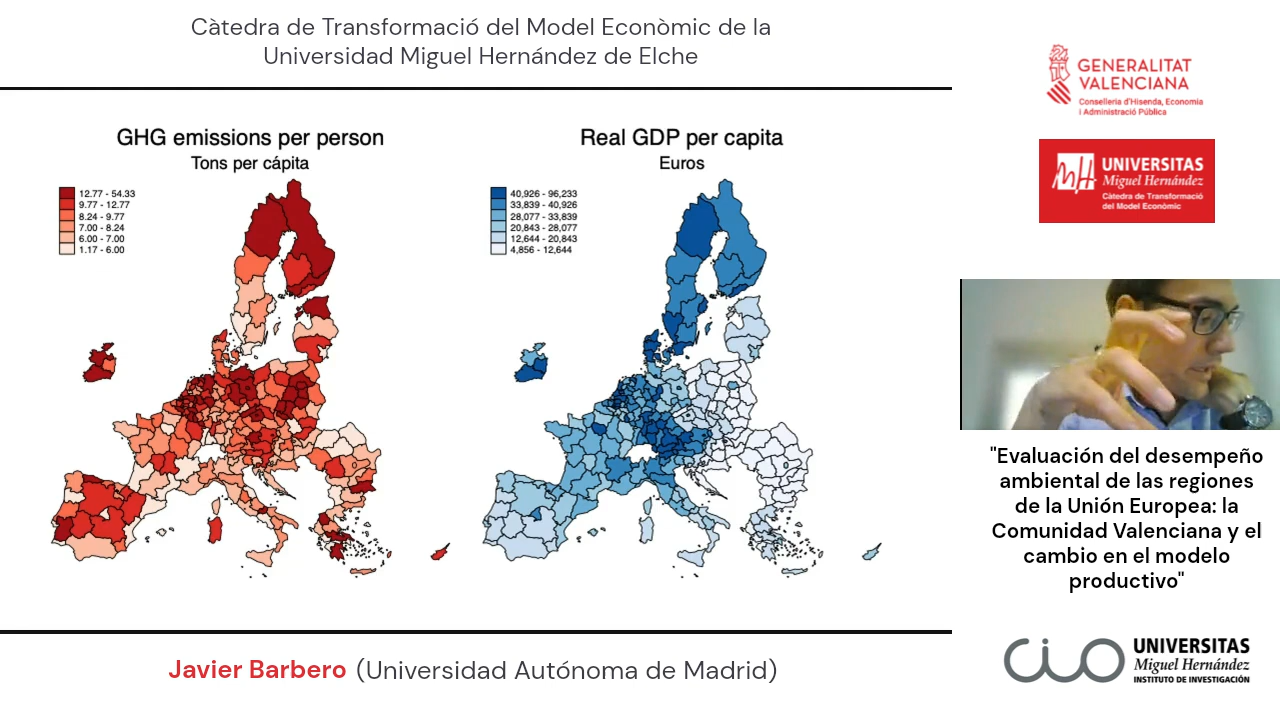 Càtedra de Transformació del Model Econòmic de la
Universidad Miguel Hernández de Elche
GHG emissions per person
Tons per cápita
12.77 - 54.33
9.77 - 12.77
8.24 - 9.77
7.00 - 8.24
6.00 - 7.00
1.17 - 6.00
Real GDP per capita
Euros
40,926 - 96,233
33,839 - 40,926
28,077 - 33,839
20,843 - 28,077
12,644 - 20,843
4,856 - 12,644
GENERALITAT
VALENCIANA
Conselleria d'Hisenda, Economia
i Administració Pública
UNIVERSITAS
Miguel Hernández
Càtedra de Transformació
del Model Econòmic
"Evaluación del desempeño
ambiental de las regiones
de la Unión Europea: la
Comunidad Valenciana y el
cambio en el modelo
productivo"
Javier Barbero (Universidad Autónoma de Madrid)
CIO
UNIVERSITAS
Miguel Hernández
INSTITUTO DE INVESTIGACIÓN